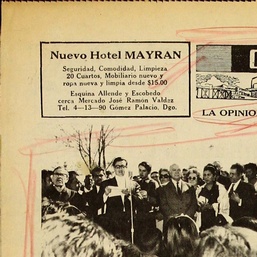 Nuevo Hotel MAYRAN
Seguridad, Comodidad, Limpieza
20 Cuartos, Mobiliario nuevo y
ropa nueva y limpia desde $15.00
Esquina Allende y Escobedo
cerca Mercado José Ramón Valdez
Tel. 4-13-90 Gómez Palacio, Dgo.
LA OPINIO